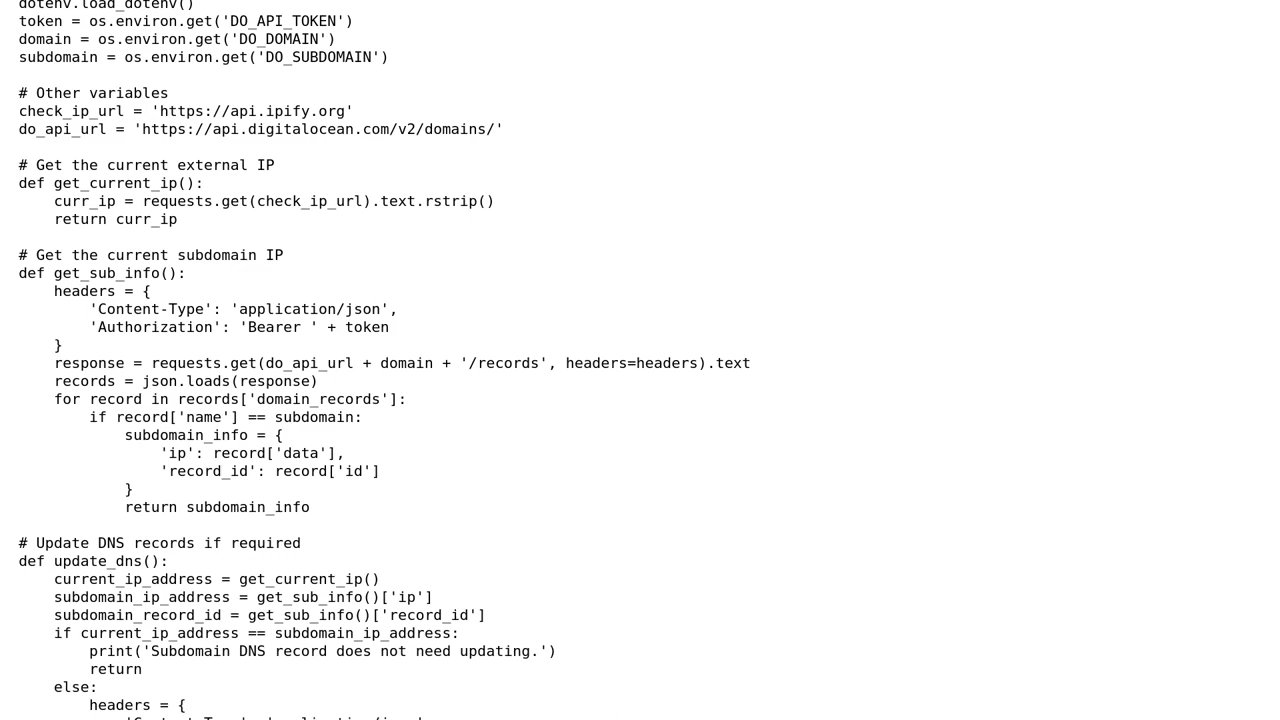 dotenv.load_dotenv()
token = os.environ.get('DO_API_TOKEN')
domain = os.environ.get('DO_DOMAIN')
subdomain = os.environ.get('DO_SUBDOMAIN')

# Other variables
check_ip_url = 'https://api.ipify.org'
do_api_url = 'https://api.digitalocean.com/v2/domains/'

# Get the current external IP
def get_current_ip():
    curr_ip = requests.get(check_ip_url).text.rstrip()
    return curr_ip

# Get the current subdomain IP
def get_sub_info():
    headers = {
        'Content-Type': 'application/json',
        'Authorization': 'Bearer ' + token
    }
    response = requests.get(do_api_url + domain + '/records', headers=headers).text
    records = json.loads(response)
    for record in records['domain_records']:
        if record['name'] == subdomain:
            subdomain_info = {
                'ip': record['data'],
                'record_id': record['id']
            }
            return subdomain_info

# Update DNS records if required
def update_dns():
    current_ip_address = get_current_ip()
    subdomain_ip_address = get_sub_info()['ip']
    subdomain_record_id = get_sub_info()['record_id']
    if current_ip_address == subdomain_ip_address:
        print('Subdomain DNS record does not need updating.')
        return
    else:
        headers = {